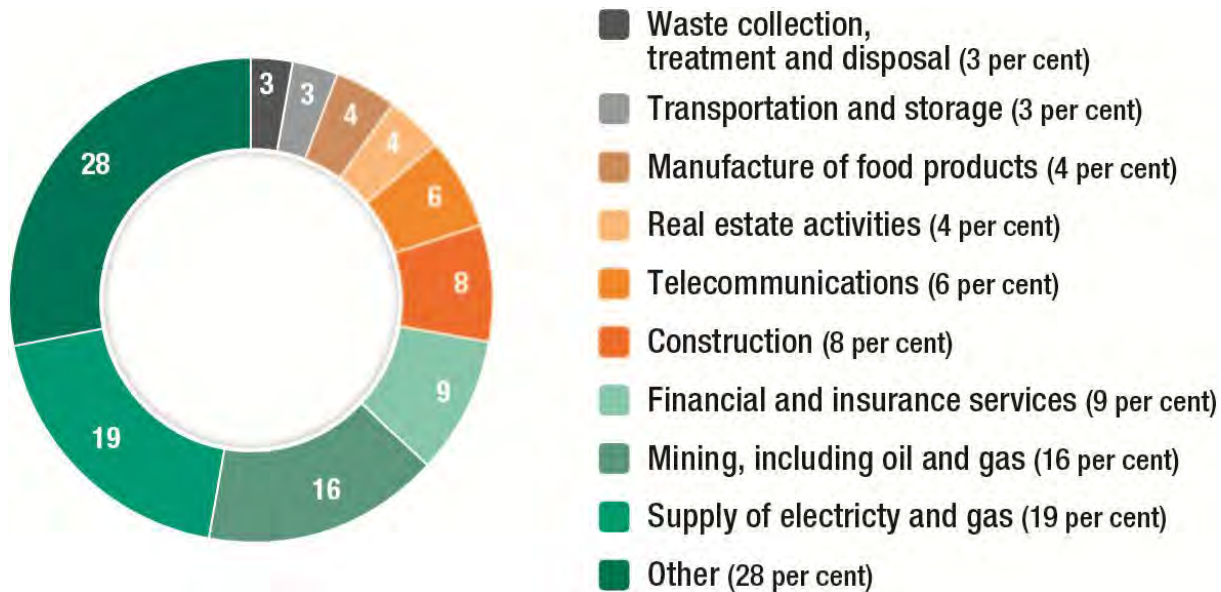 3
3
4
4
6
8
9
16
19
28
Waste collection,
treatment and disposal (3 per cent)
Transportation and storage (3 per cent)
Manufacture of food products (4 per cent)
Real estate activities (4 per cent)
Telecommunications (6 per cent)
Construction (8 per cent)
Financial and insurance services (9 per cent)
Mining, including oil and gas (16 per cent)
Supply of electricty and gas (19 per cent)
Other (28 per cent)